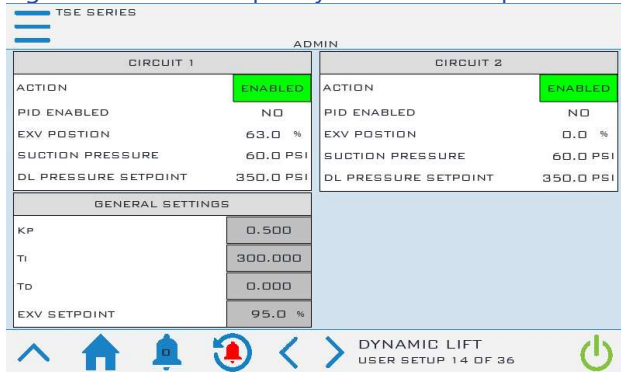 TSE SERIES
ADMIN
CIRCUIT 1
ACTION ENABLED
PID ENABLED NO
EXV POSTION 63.0 %
SUCTION PRESSURE 60.0 PSI
DL PRESSURE SETPOINT 350.0 PSI
CIRCUIT 2
ACTION ENABLED
PID ENABLED NO
EXV POSTION 0.0 %
SUCTION PRESSURE 60.0 PSI
DL PRESSURE SETPOINT 350.0 PSI
GENERAL SETTINGS
KP 0.500
TI 300.000
TD 0.000
EXV SETPOINT 95.0 %
0
DYNAMIC LIFT
USER SETUP 14 OF 36